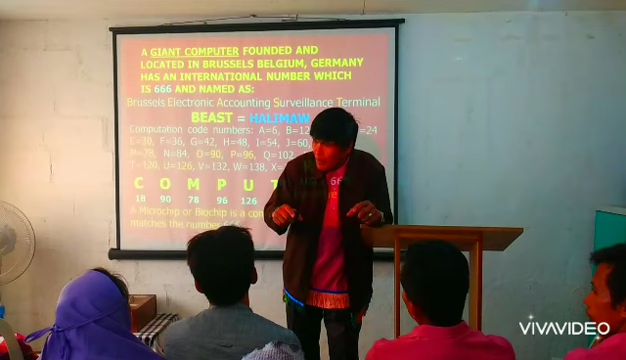 A GIANT COMPUTER FOUNDED AND
LOCATED IN BRUSSELS BELGIUM, GERMANY
HAS AN INTERNATIONAL NUMBER WHICH
IS 666 AND NAMED AS:
Brussels Electronic Accounting Surveillance Terminal
BEAST = HALIMAW
Computation code numbers: A=6, B=12 =24
E=30, F=36, G=42, H=48, I=54, J=60,
N=84, O=90, P=96, Q=102
T=120, U=126, V=132, W=138,
C O M P U T
18 90 78 96 126
A Microchip or Biochip is a
matches the number
VIVAVIDEO